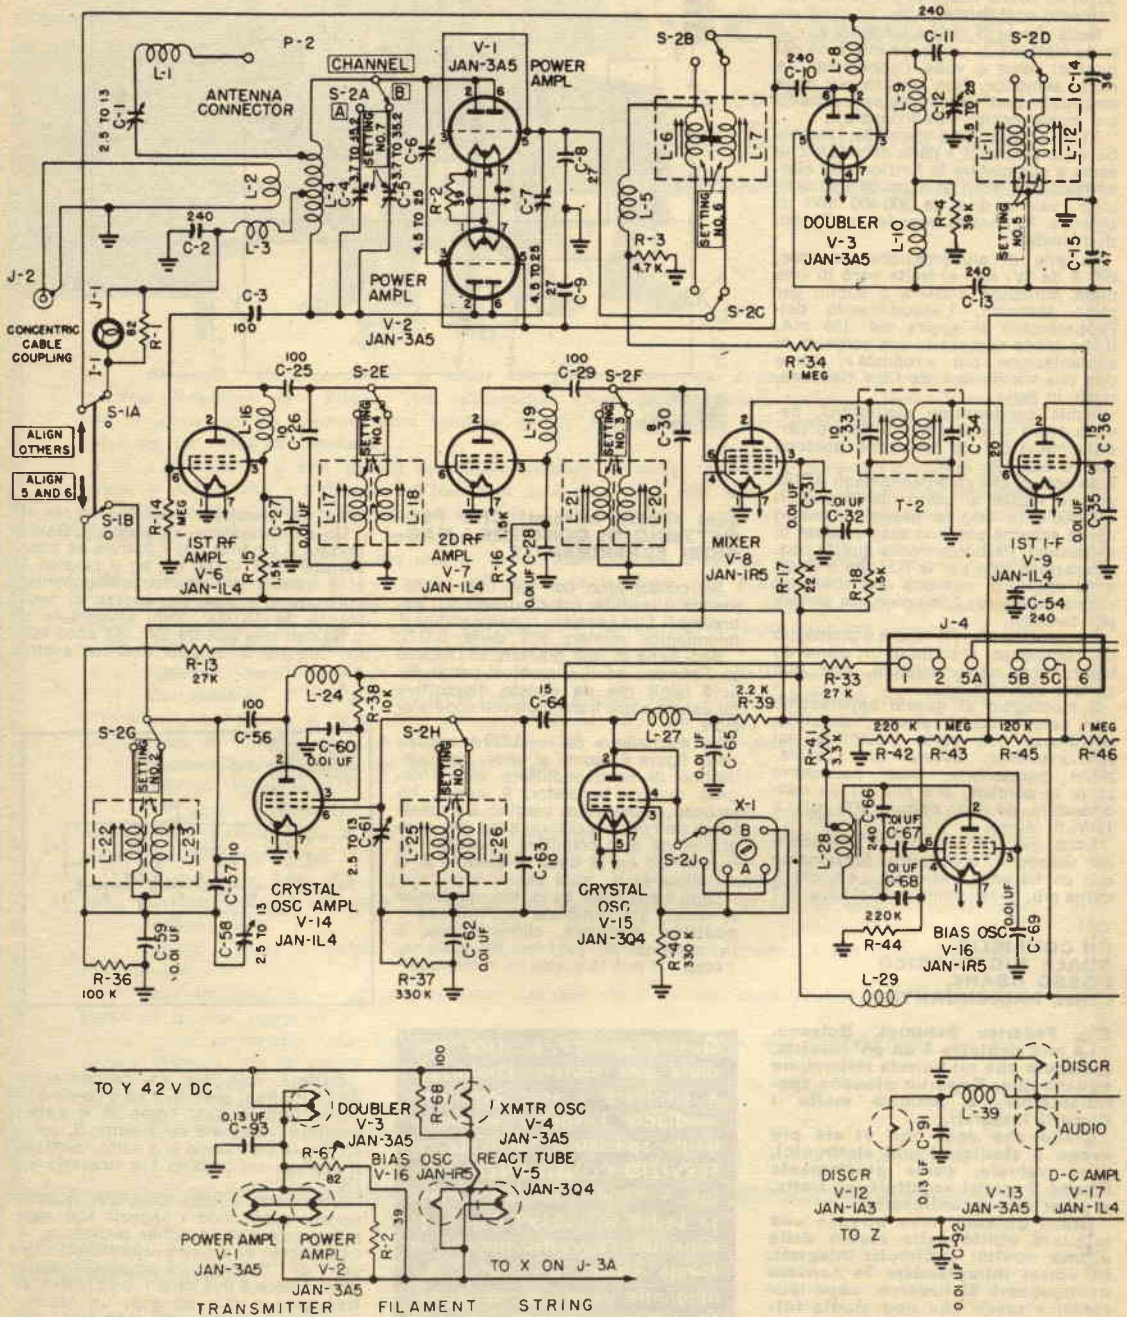 240
P-2
L-1
CHANNEL
V-1
JAN-3A5
POWER
AMPL
S-2B
240
C-10
L-8
C-11
S-2D
C-14
36
ANTENNA
CONNECTOR
S-2A
A
B
C-1
2.5 TO 13
SETTING
NO. 7
3.7 TO 35.2
3.7 TO 35.2
C-6
C-4
L-4
C-5
L-2
R-2
39
4.5 TO 25
C-7
4.5 TO 25
C-8
27
L-6
L-7
SETTING
NO. 6
L-5
R-3
4.7 K
L-9
C-12
4.5 TO 25
L-11
L-12
SETTING
NO. 5
DOUBLER
V-3
JAN-3A5
L-10
R-4
39 K
C-15
47
240
C-13
240
C-2
L-3
J-2
J-1
CONCENTRIC
CABLE
COUPLING
82
R-1
I-1
C-3
100
POWER
AMPL
V-2
JAN-3A5
27
C-9
S-2C
R-34
1 MEG
S-1A
ALIGN
OTHERS
ALIGN
5 AND 6
S-1B
100
C-25
L-16
C-26
10
S-2E
SETTING
NO. 4
L-17
L-18
R-14
1 MEG
C-27
0.01 UF
R-15
1.5 K
1ST RF
AMPL
V-6
JAN-1L4
100
C-29
L-19
S-2F
SETTING
NO. 3
C-30
8
L-21
L-20
2D RF
AMPL
V-7
JAN-1L4
R-16
1.5 K
C-28
0.01 UF
MIXER
V-8
JAN-1R5
C-31
0.01 UF
.01 UF
C-32
R-17
22 K
R-18
1.5 K
C-33
10
C-34
20
T-2
1ST I-F
V-9
JAN-1L4
C-36
15
C-35
0.01 UF
C-54
240
J-4
1 2 5A 5B 5C 6
R-13
27 K
L-24
R-38
10 K
100
C-56
C-60
0.01 UF
S-2G
SETTING
NO. 2
L-22
L-23
10
C-57
C-58
2.5 TO 13
C-59
0.01 UF
R-36
100 K
CRYSTAL
OSC AMPL
V-14
JAN-1L4
C-61
2.5 TO 13
S-2H
SETTING
NO. 1
L-25
L-26
C-63
10
15
C-64
C-62
0.01 UF
R-37
330 K
R-33
27 K
L-27
2.2 K
R-39
C-65
0.01 UF
S-2J
X-1
B
A
CRYSTAL
OSC
V-15
JAN-3Q4
R-40
330 K
220 K
R-42
1 MEG
R-43
120 K
R-45
1 MEG
R-46
R-41
3.3 K
L-28
C-66
240
.01 UF
C-67
.01 UF
C-68
220 K
R-44
BIAS OSC
V-16
JAN-1R5
0.01 UF
C-69
L-29
TO Y 42 V DC
0.13 UF
C-93
DOUBLER
V-3
JAN-3A5
R-67
82
R-68
100
XMTR OSC
V-4
JAN-3A5
BIAS OSC
V-16
JAN-1R5
REACT TUBE
V-5
JAN-3Q4
POWER AMPL
V-1
JAN-3A5
POWER
AMPL
V-2
JAN-3A5
R-2
39
TO X ON J-3A
TRANSMITTER FILAMENT STRING
DISCR
L-39
AUDIO
C-91
0.13 UF
DISCR
V-12
JAN-1A3
V-13
JAN-3A5
D-C AMPL
V-17
JAN-1L4
TO Z
0.01 UF
C-92